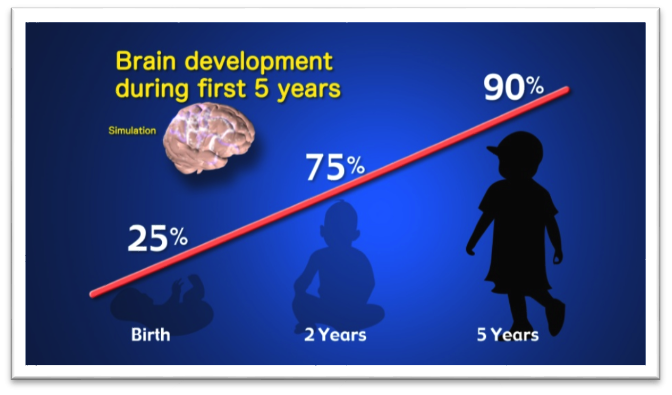 Brain development
during first 5 years
Simulation
90%
75%
25%
Birth
2 Years
5 Years